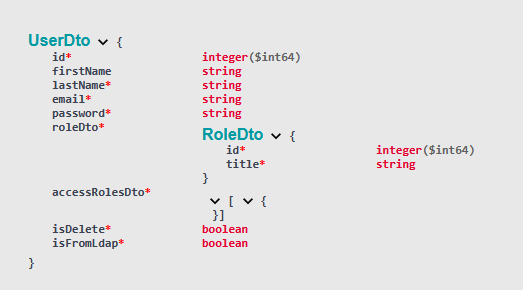 UserDto {
id* integer($int64)
firstName string
lastName* string
email* string
password* string
roleDto* RoleDto {
id* integer($int64)
title* string
}
accessRolesDto* [ {
}]
isDelete* boolean
isFromLdap* boolean
}